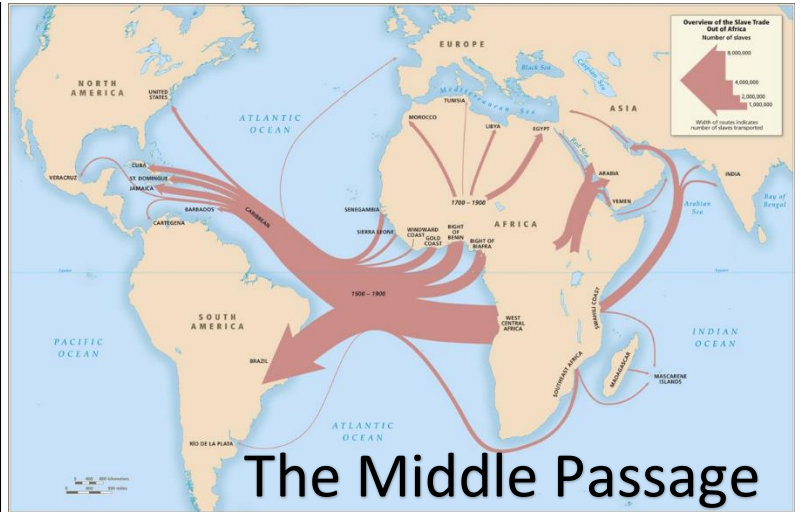 Overview of the Slave Trade
Out of Africa
Number of slaves
8,000,000
4,000,000
2,000,000
1,000,000
Width of routes indicates
number of slaves transported
EUROPE
NORTH
AMERICA
UNITED
STATES
ATLANTIC
OCEAN
Black Sea
Caspian Sea
Mediterranean Sea
ASIA
TUNISIA
MOROCCO
LIBYA
EGYPT
Red Sea
CUBA
ST. DOMINGUE
JAMAICA
VERACRUZ
BARBADOS
CARTEGENA
CARIBBEAN
ARABIA
INDIA
YEMEN
Arabian
Sea
Bay of
Bengal
1700 – 1900
AFRICA
SENEGAMBIA
SIERRA LEONE
WINDWARD
COAST
GOLD
COAST
BIGHT
OF
BENIN
BIGHT OF
BIAFRA
1500 – 1900
SOUTH
AMERICA
WEST
CENTRAL
AFRICA
SWAHILI COAST
INDIAN
OCEAN
PACIFIC
OCEAN
BRAZIL
SOUTHEAST AFRICA
MADAGASCAR
MASCARENE
ISLANDS
ATLANTIC
OCEAN
RÍO DE LA PLATA
The Middle Passage